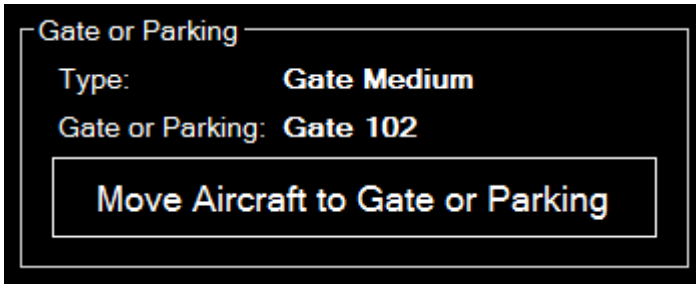 Gate or Parking
Type: Gate Medium
Gate or Parking: Gate 102
Move Aircraft to Gate or Parking